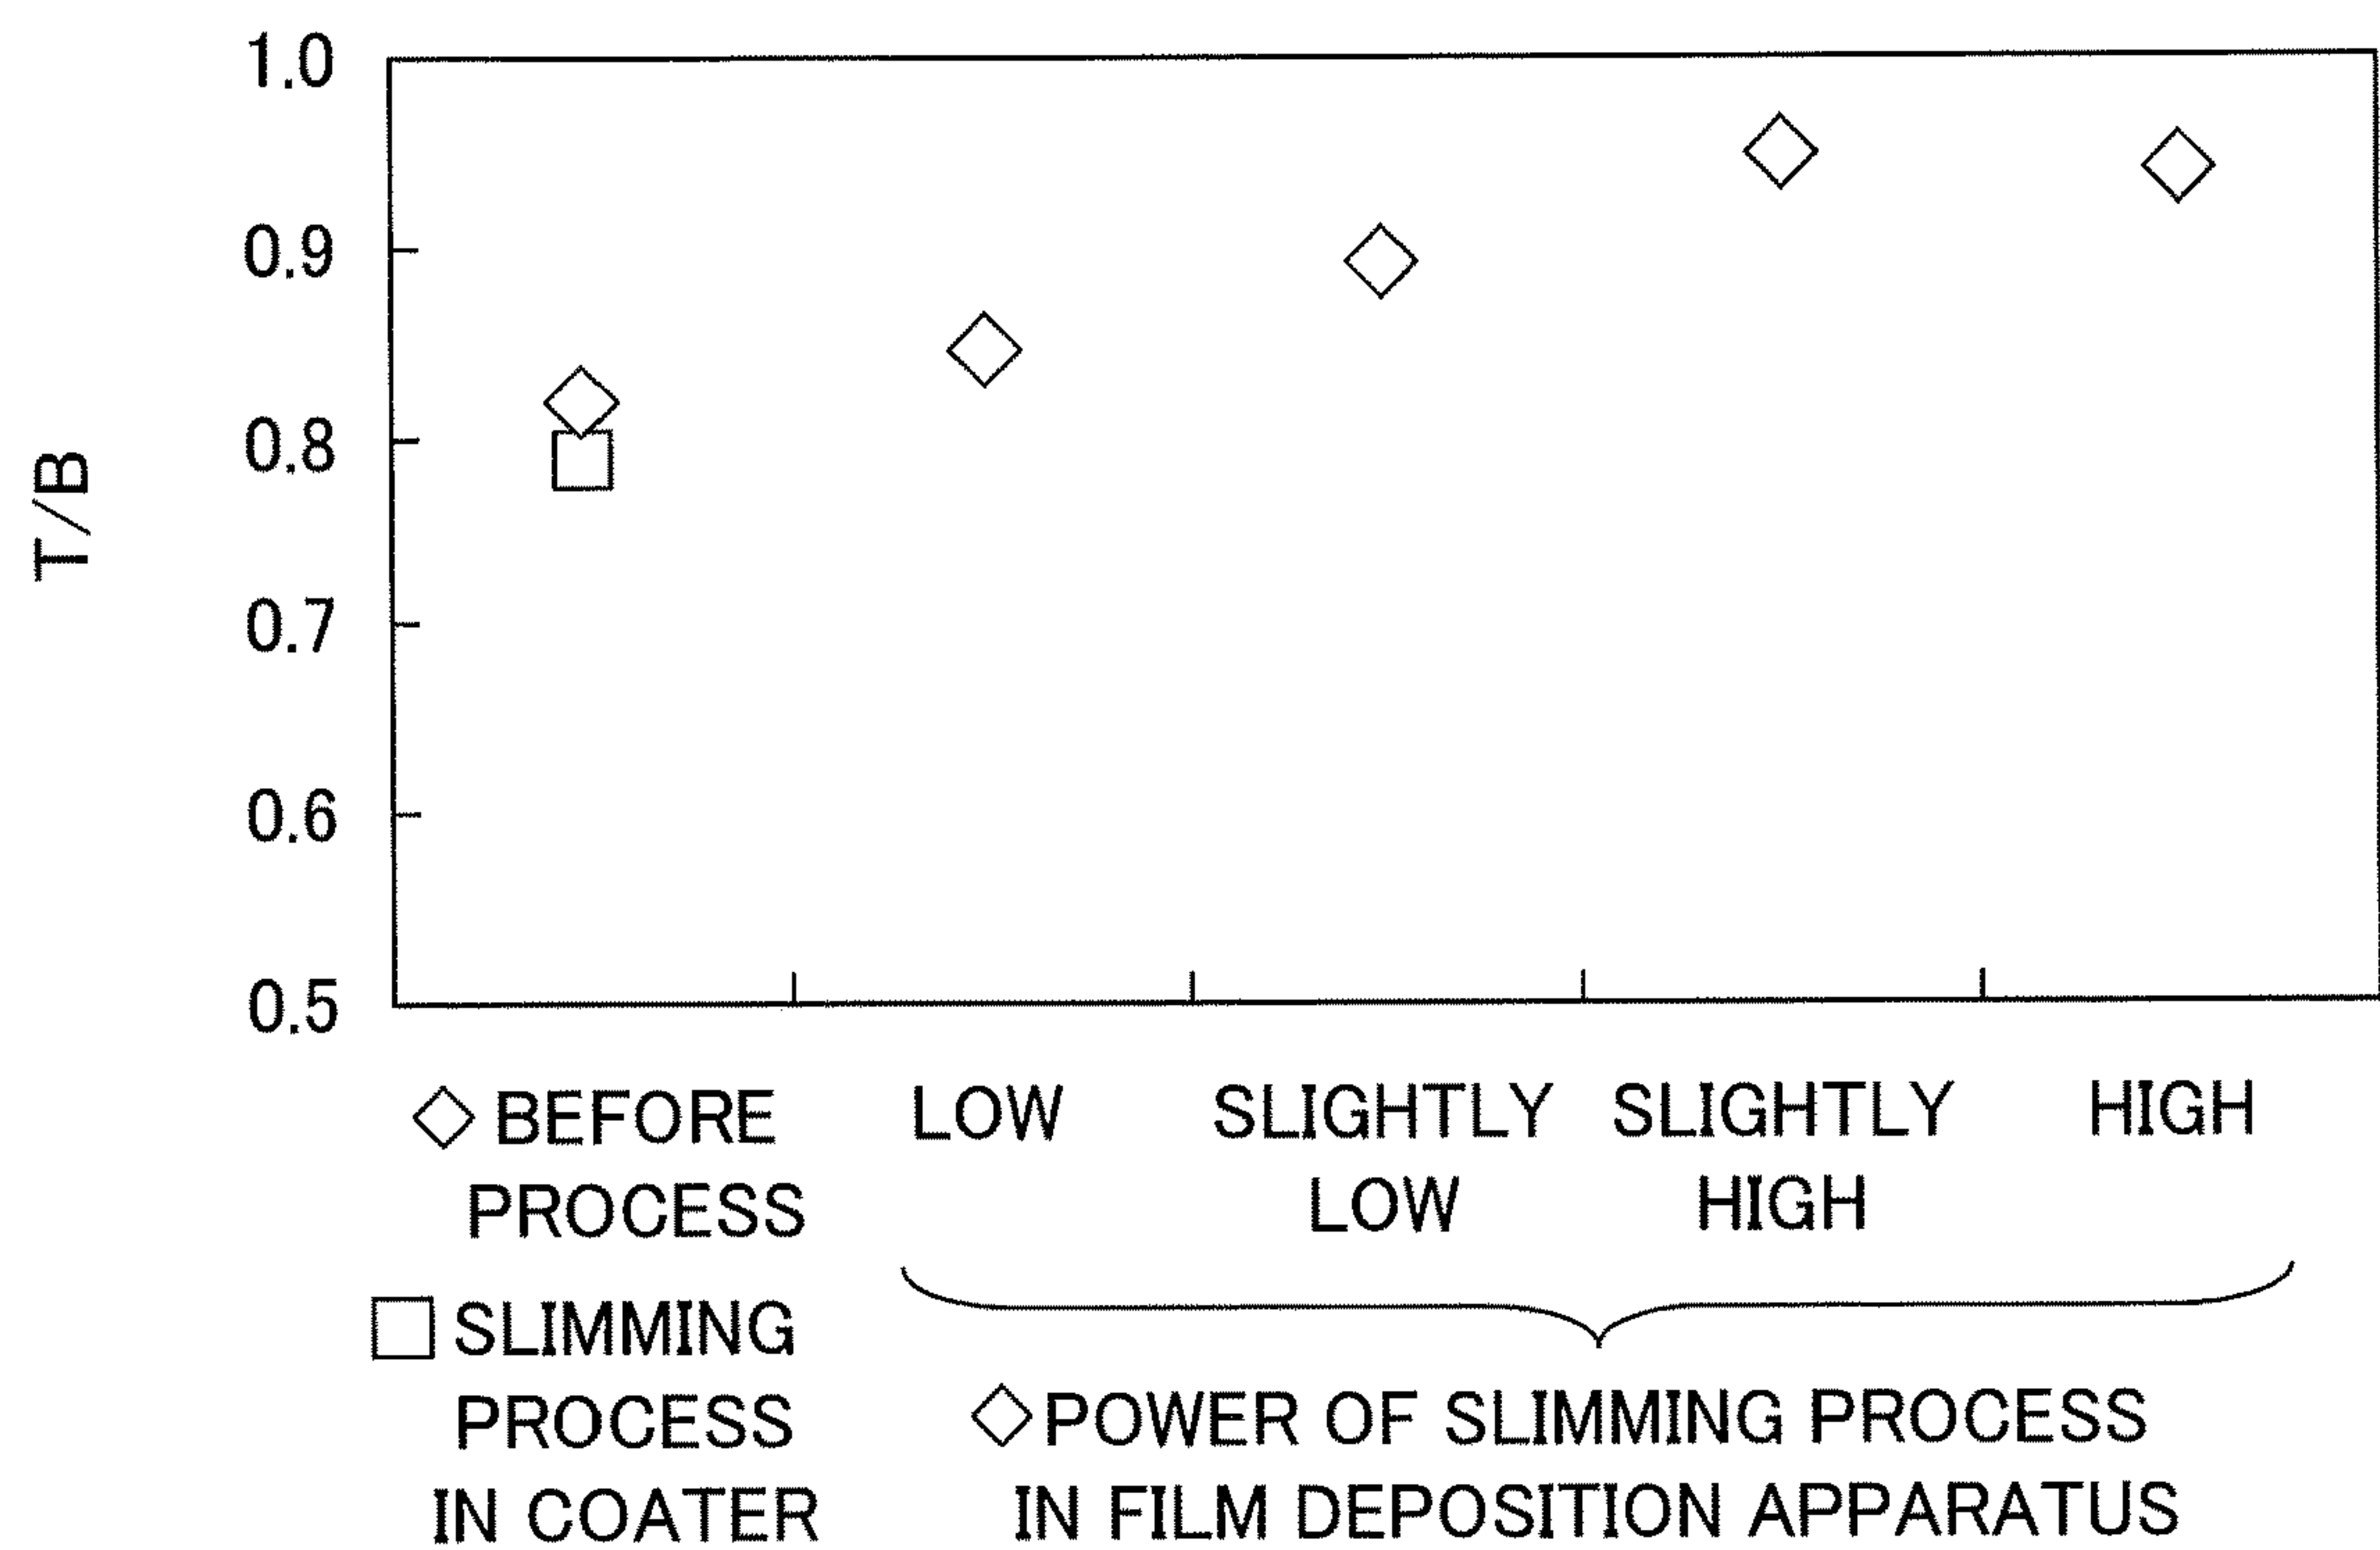 1.0
0.9
0.8
0.7
0.6
0.5
T/B
BEFORE
PROCESS
SLIMMING
PROCESS
IN COATER
LOW
SLIGHTLY
LOW
SLIGHTLY
HIGH
HIGH
POWER OF SLIMMING PROCESS
IN FILM DEPOSITION APPARATUS